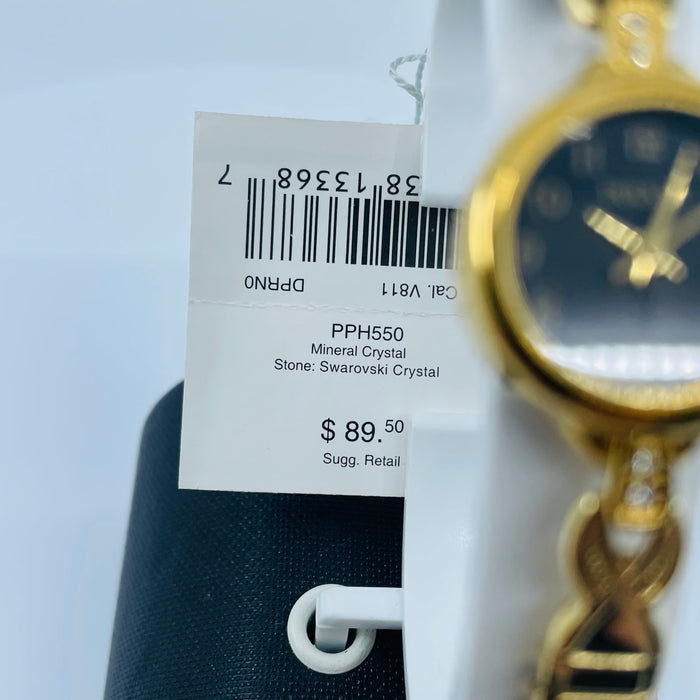 38 13368 7
Cal. V811 DPRN0
PPH550
Mineral Crystal
Stone: Swarovski Crystal
$ 89.50
Sugg. Retail